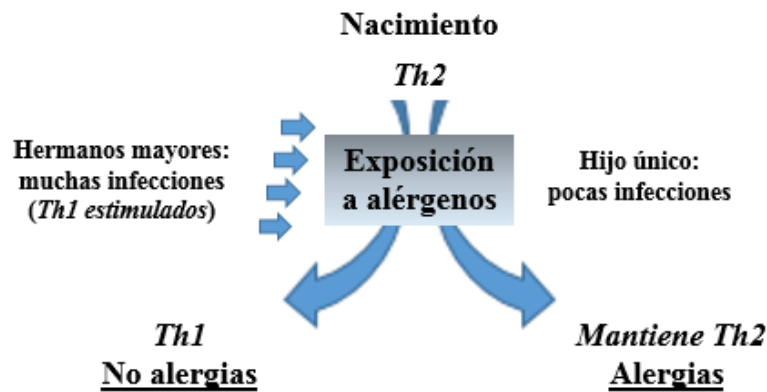 Nacimiento
Th2
Hermanos mayores:
muchas infecciones
(Th1 estimulados)
Exposición
a alérgenos
Hijo único:
pocas infecciones
Th1
No alergias
Mantiene Th2
Alergias